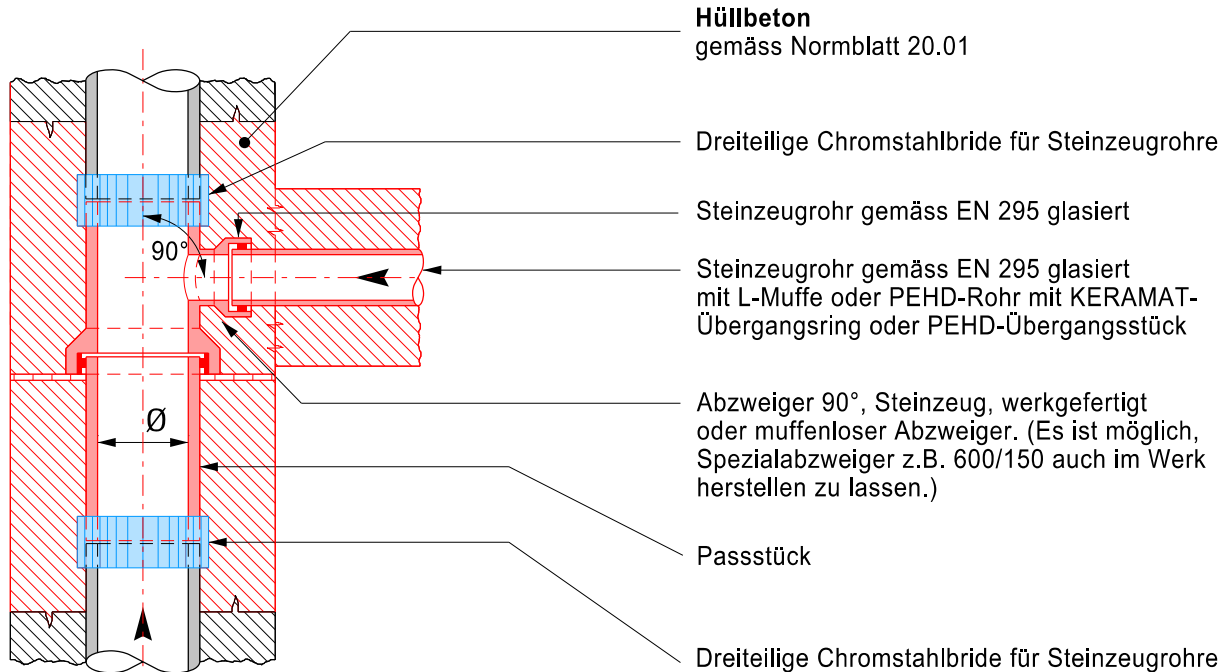 Hüllbeton
gemäss Normblatt 20.01
Dreiteilige Chromstahlbride für Steinzeugrohre
Steinzeugrohr gemäss EN 295 glasiert
90°
Steinzeugrohr gemäss EN 295 glasiert
mit L-Muffe oder PEHD-Rohr mit KERAMAT-
Übergangsring oder PEHD-Übergangsstück
Abzweiger 90°, Steinzeug, werkgefertigt
oder muffenloser Abzweiger. (Es ist möglich,
Spezialabzweiger z.B. 600/150 auch im Werk
herstellen zu lassen.)
Ø
Passstück
Dreiteilige Chromstahlbride für Steinzeugrohre